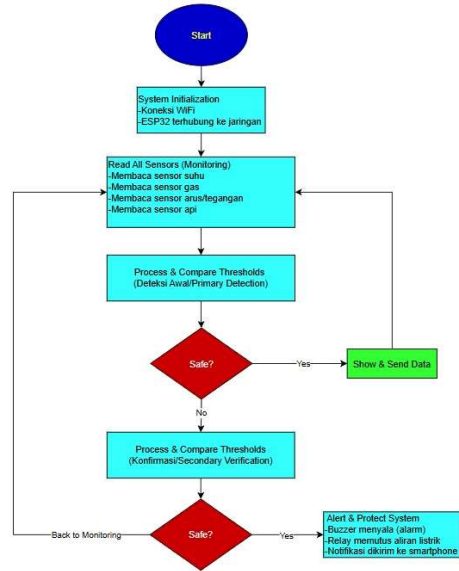 Start
System Initialization
-Koneksi WiFi
-ESP32 terhubung ke jaringan
Read All Sensors (Monitoring)
-Membaca sensor suhu
-Membaca sensor gas
-Membaca sensor arus/tegangan
-Membaca sensor api
Process & Compare Thresholds
(Deteksi Awal/Primary Detection)
Safe?
Yes
Show & Send Data
No
Process & Compare Thresholds
(Konfirmasi/Secondary Verification)
Back to Monitoring
Safe?
Yes
Alert & Protect System
-Buzzer menyala (alarm)
-Relay memutus aliran listrik
-Notifikasi dikirim ke smartphone